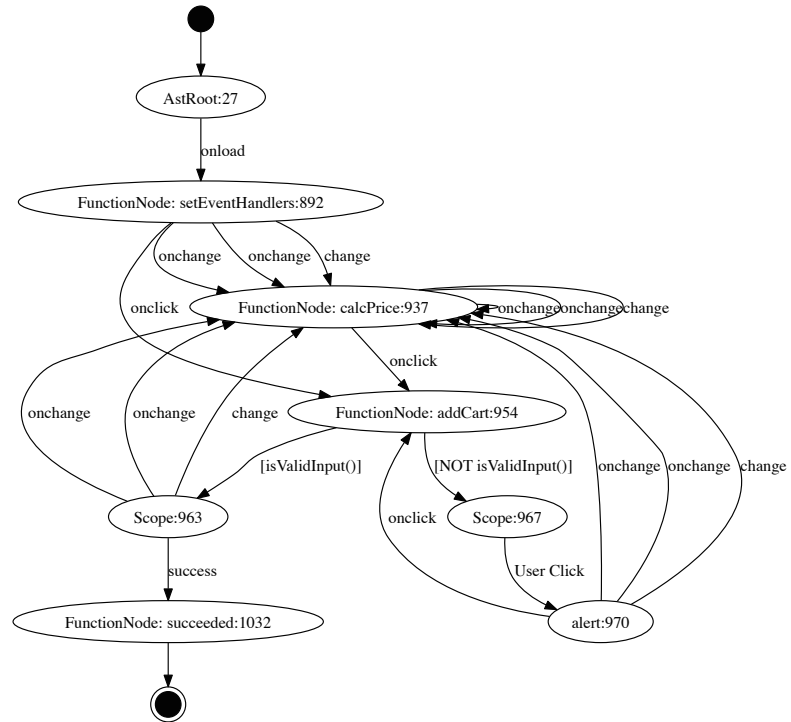 AstRoot:27
onload
FunctionNode: setEventHandlers:892
onchange
onchange
change
onclick
FunctionNode: calcPrice:937
onchange
onchange
change
onclick
FunctionNode: addCart:954
onchange
onchange
change
[isValidInput()]
[NOT isValidInput()]
onchange
onchange
change
Scope:963
Scope:967
onclick
success
User Click
FunctionNode: succeeded:1032
alert:970